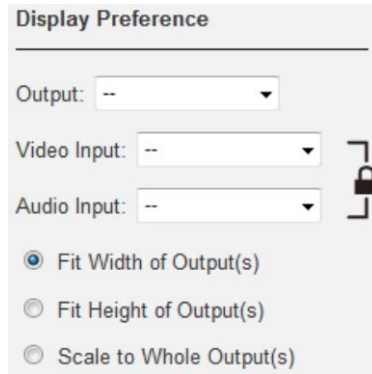 Display Preference
Output: --
Video Input: --
Audio Input: --
Fit Width of Output(s)
Fit Height of Output(s)
Scale to Whole Output(s)